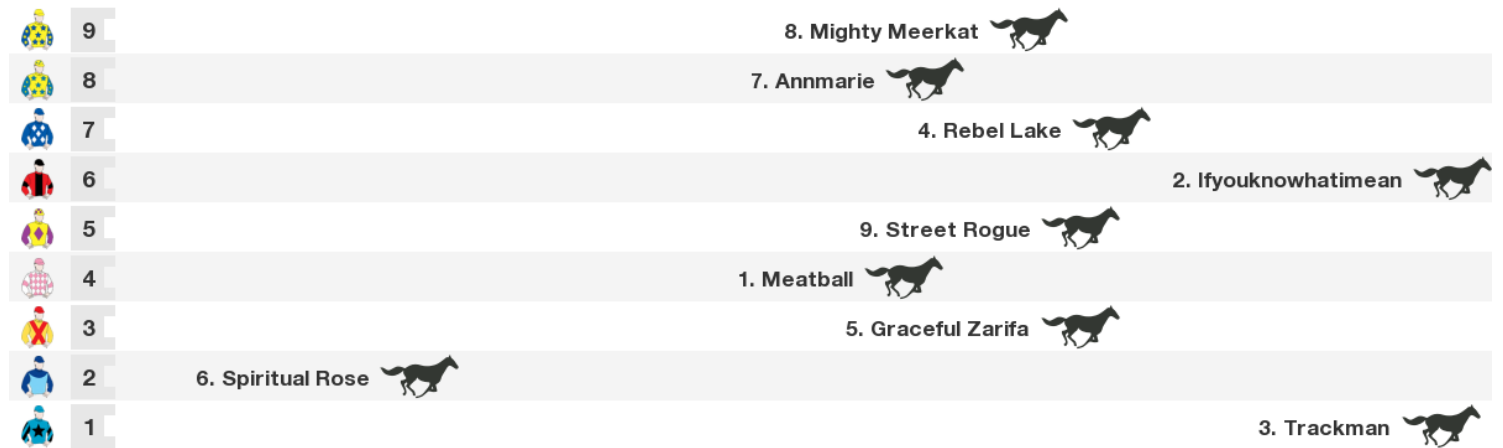 9 8. Mighty Meerkat
8 7. Annmarie
7 4. Rebel Lake
6 2. Ifyouknowhatimean
5 9. Street Rogue
4 1. Meatball
3 5. Graceful Zarifa
2 6. Spiritual Rose
1 3. Trackman